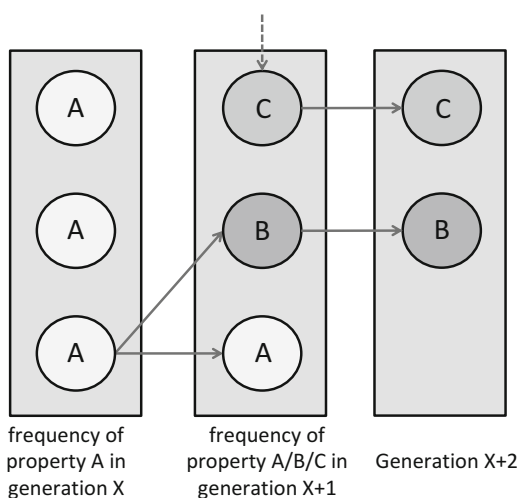 A
C
C
A
B
B
A
A
frequency of
property A in
generation X
frequency of
property A/B/C in
generation X+1
Generation X+2